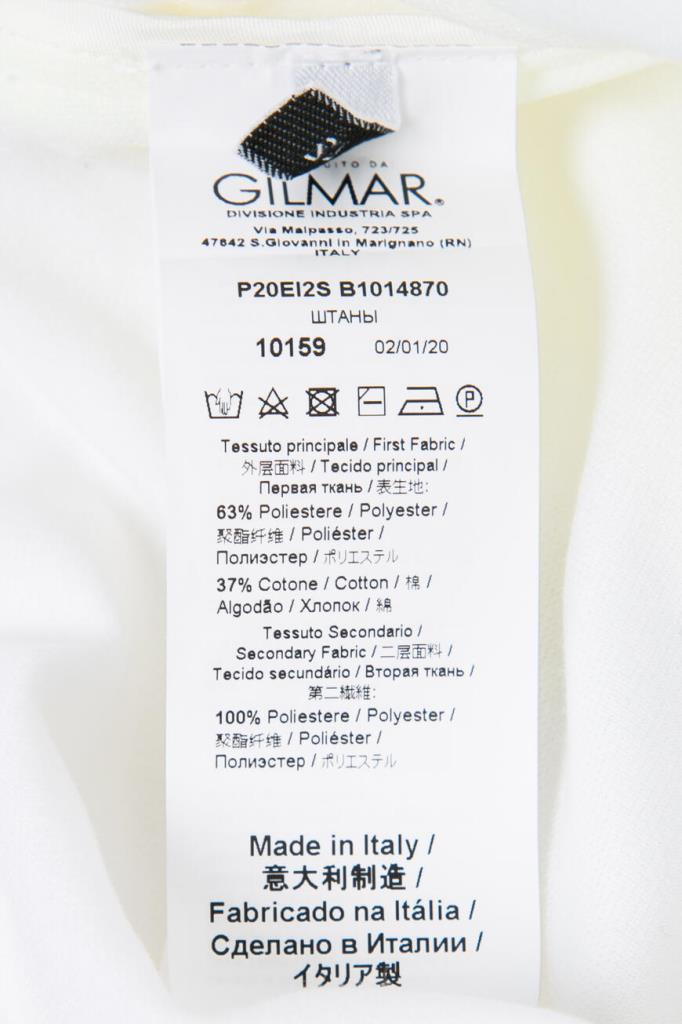 GILMAR®
DIVISIONE INDUSTRIA SPA
Via Malpasso, 723/725
47842 S.Giovanni in Marignano (RN)
ITALY
P20EI2S B1014870
ШТАНЫ
10159 02/01/20
P
Tessuto principale / First Fabric /
外层面料 / Tecido principal /
Первая ткань / 表生地:
63% Poliestere / Polyester /
聚酯纤维 / Poliéster /
Полиэстер / ポリエステル
37% Cotone / Cotton / 棉 /
Algodão / Хлопок / 綿
Tessuto Secondario /
Secondary Fabric / 二层面料 /
Tecido secundário / Вторая ткань /
第二繊維:
100% Poliestere / Polyester /
聚酯纤维 / Poliéster /
Полиэстер / ポリエステル
Made in Italy /
意大利制造 /
Fabricado na Itália /
Сделано в Италии /
イタリア製